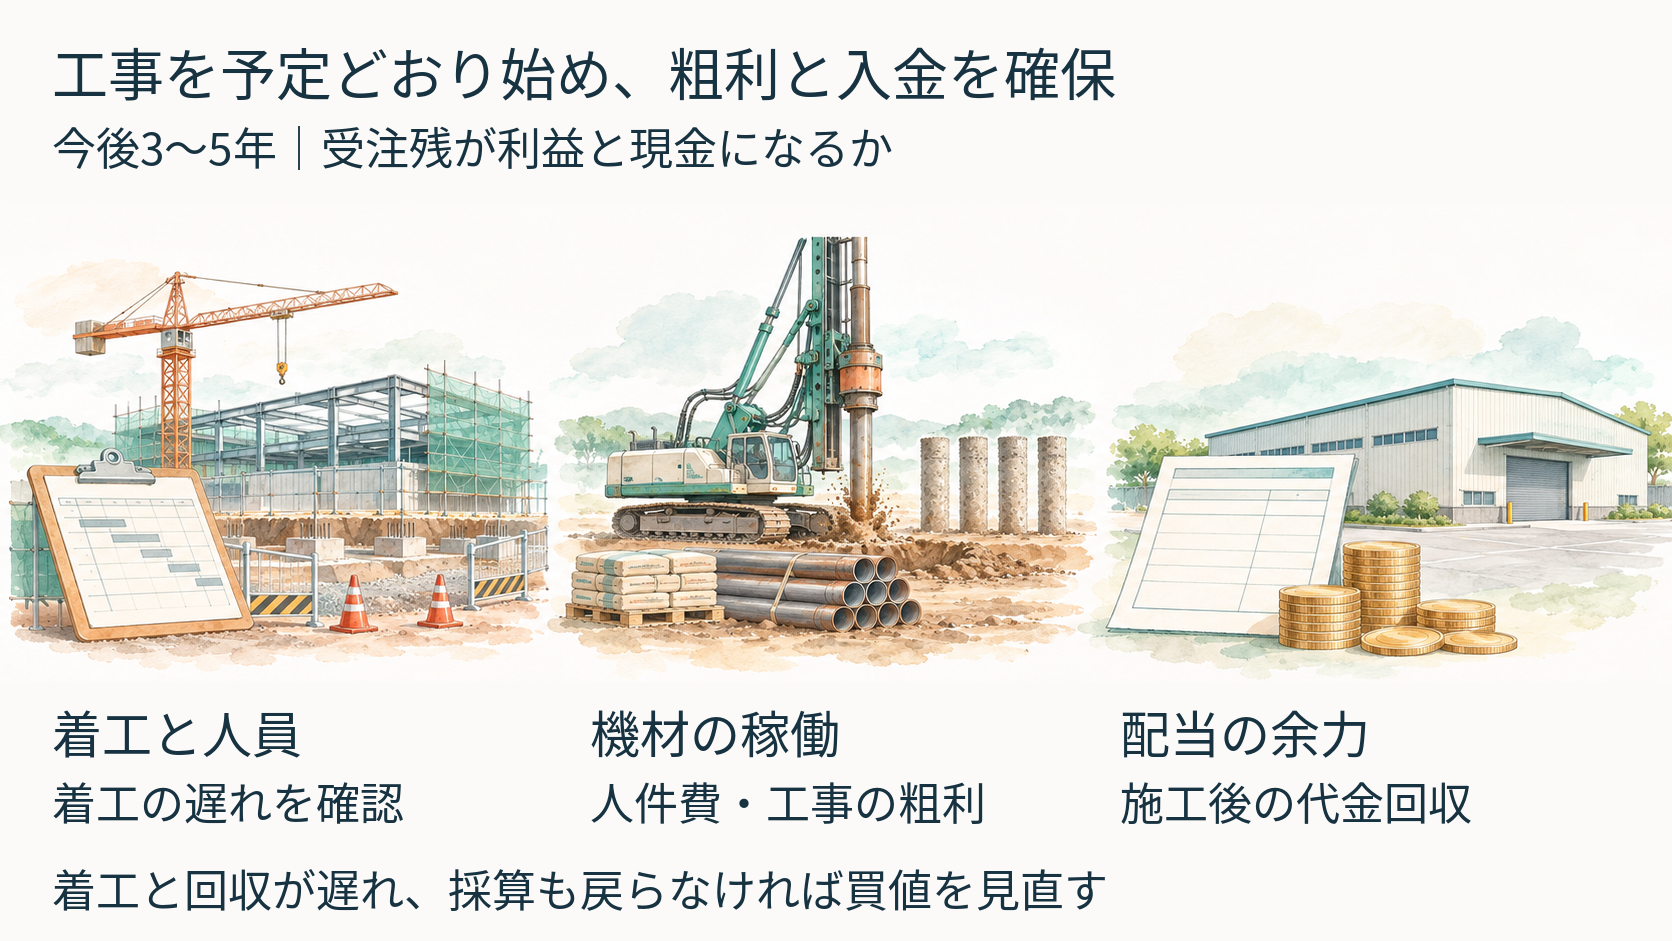 工事を予定どおり始め、粗利と入金を確保
今後3〜5年｜受注残が利益と現金になるか
着工と人員
着工の遅れを確認
機材の稼働
人件費・工事の粗利
配当の余力
施工後の代金回収
着工と回収が遅れ、採算も戻らなければ買値を見直す